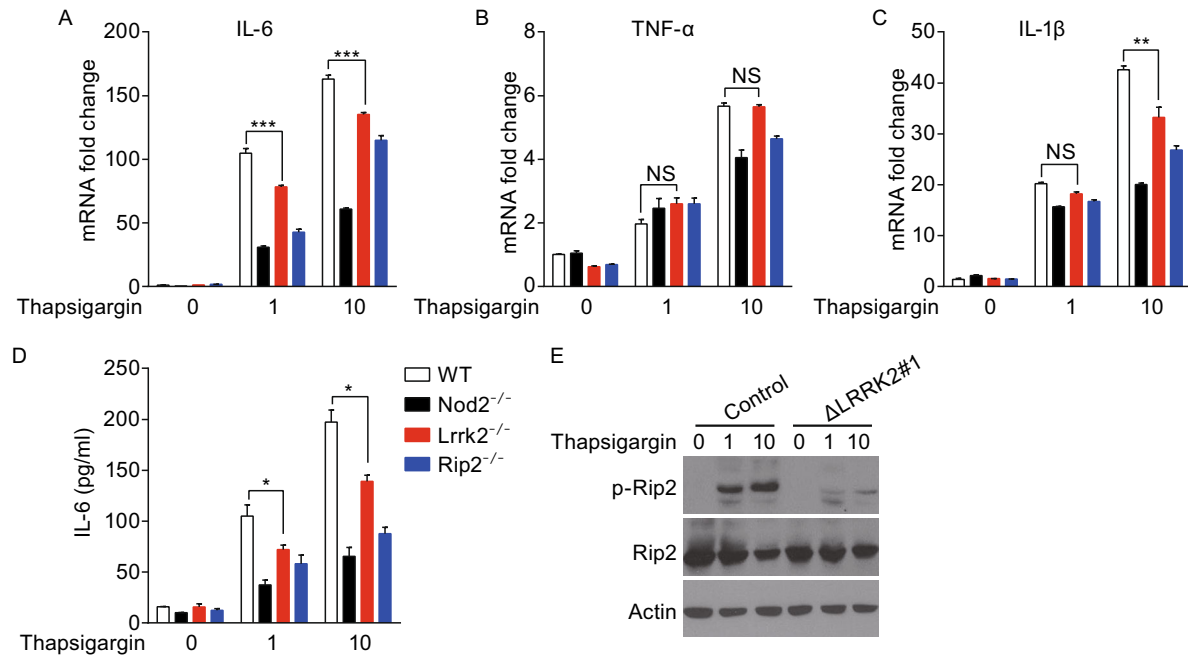 A
IL-6
mRNA fold change
200
150
100
50
0
***
***
Thapsigargin 0 1 10
B
TNF-α
mRNA fold change
8
6
4
2
0
NS
NS
Thapsigargin 0 1 10
C
IL-1β
mRNA fold change
50
40
30
20
10
0
NS
**
Thapsigargin 0 1 10
D
IL-6 (pg/ml)
250
200
150
100
50
0
*
*
Thapsigargin 0 1 10
WT
Nod2⁻/⁻
Lrrk2⁻/⁻
Rip2⁻/⁻
E
Control ΔLRRK2#1
Thapsigargin 0 1 10 0 1 10
p-Rip2
Rip2
Actin